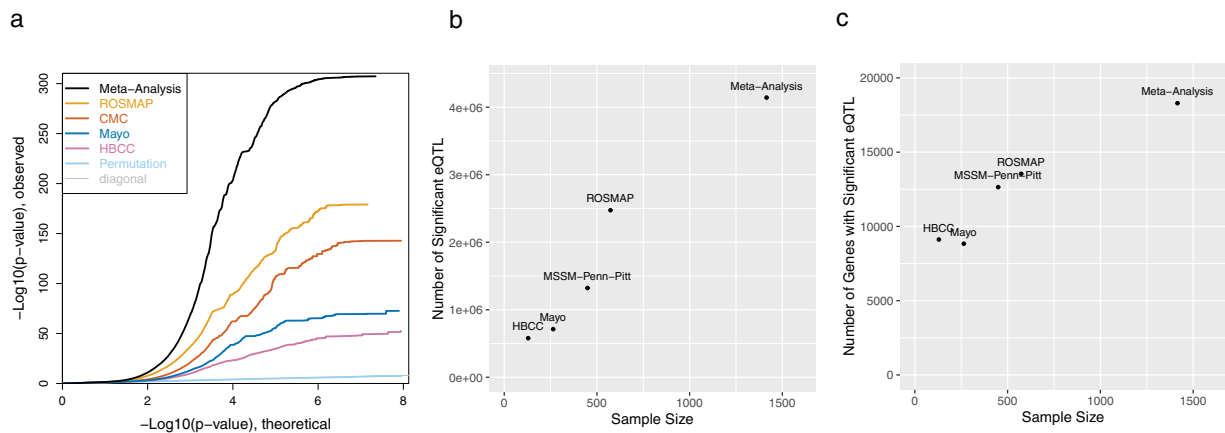 a
−Log10(p−value), observed
0 50 100 150 200 250 300
Meta−Analysis
ROSMAP
CMC
Mayo
HBCC
Permutation
diagonal
0 2 4 6 8
−Log10(p−value), theoretical
b
Number of Significant eQTL
4e+06
3e+06
2e+06
1e+06
0e+00
Meta−Analysis
ROSMAP
MSSM−Penn−Pitt
Mayo
HBCC
0 500 1000 1500
Sample Size
c
Number of Genes with Significant eQTL
20000
15000
10000
5000
0
Meta−Analysis
ROSMAP
MSSM−Penn−Pitt
HBCC
Mayo
0 500 1000 1500
Sample Size